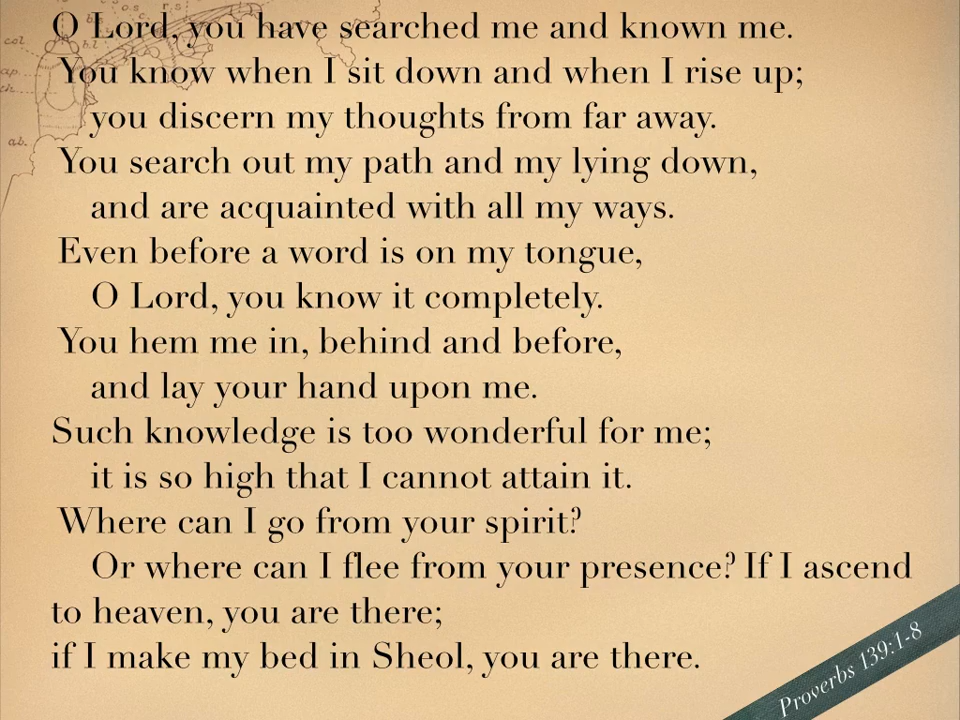 O Lord, you have searched me and known me.
You know when I sit down and when I rise up;
you discern my thoughts from far away.
You search out my path and my lying down,
and are acquainted with all my ways.
Even before a word is on my tongue,
O Lord, you know it completely.
You hem me in, behind and before,
and lay your hand upon me.
Such knowledge is too wonderful for me;
it is so high that I cannot attain it.
Where can I go from your spirit?
Or where can I flee from your presence? If I ascend
to heaven, you are there;
if I make my bed in Sheol, you are there.
Proverbs 139:1-8
col.
h l.
o.
r.s.
ch.
ab.